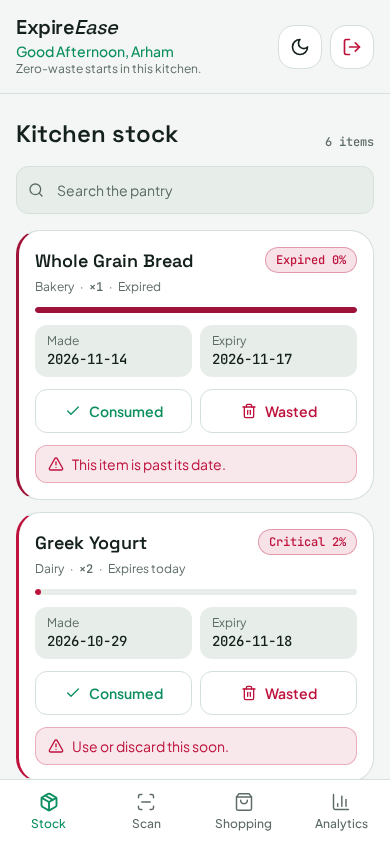 ExpireEase
Good Afternoon, Arham
Zero-waste starts in this kitchen.
Kitchen stock
6 items
Search the pantry
Whole Grain Bread
Expired 0%
Bakery · ×1 · Expired
Made
2026-11-14
Expiry
2026-11-17
Consumed
Wasted
This item is past its date.
Greek Yogurt
Critical 2%
Dairy · ×2 · Expires today
Made
2026-10-29
Expiry
2026-11-18
Consumed
Wasted
Use or discard this soon.
Stock
Scan
Shopping
Analytics